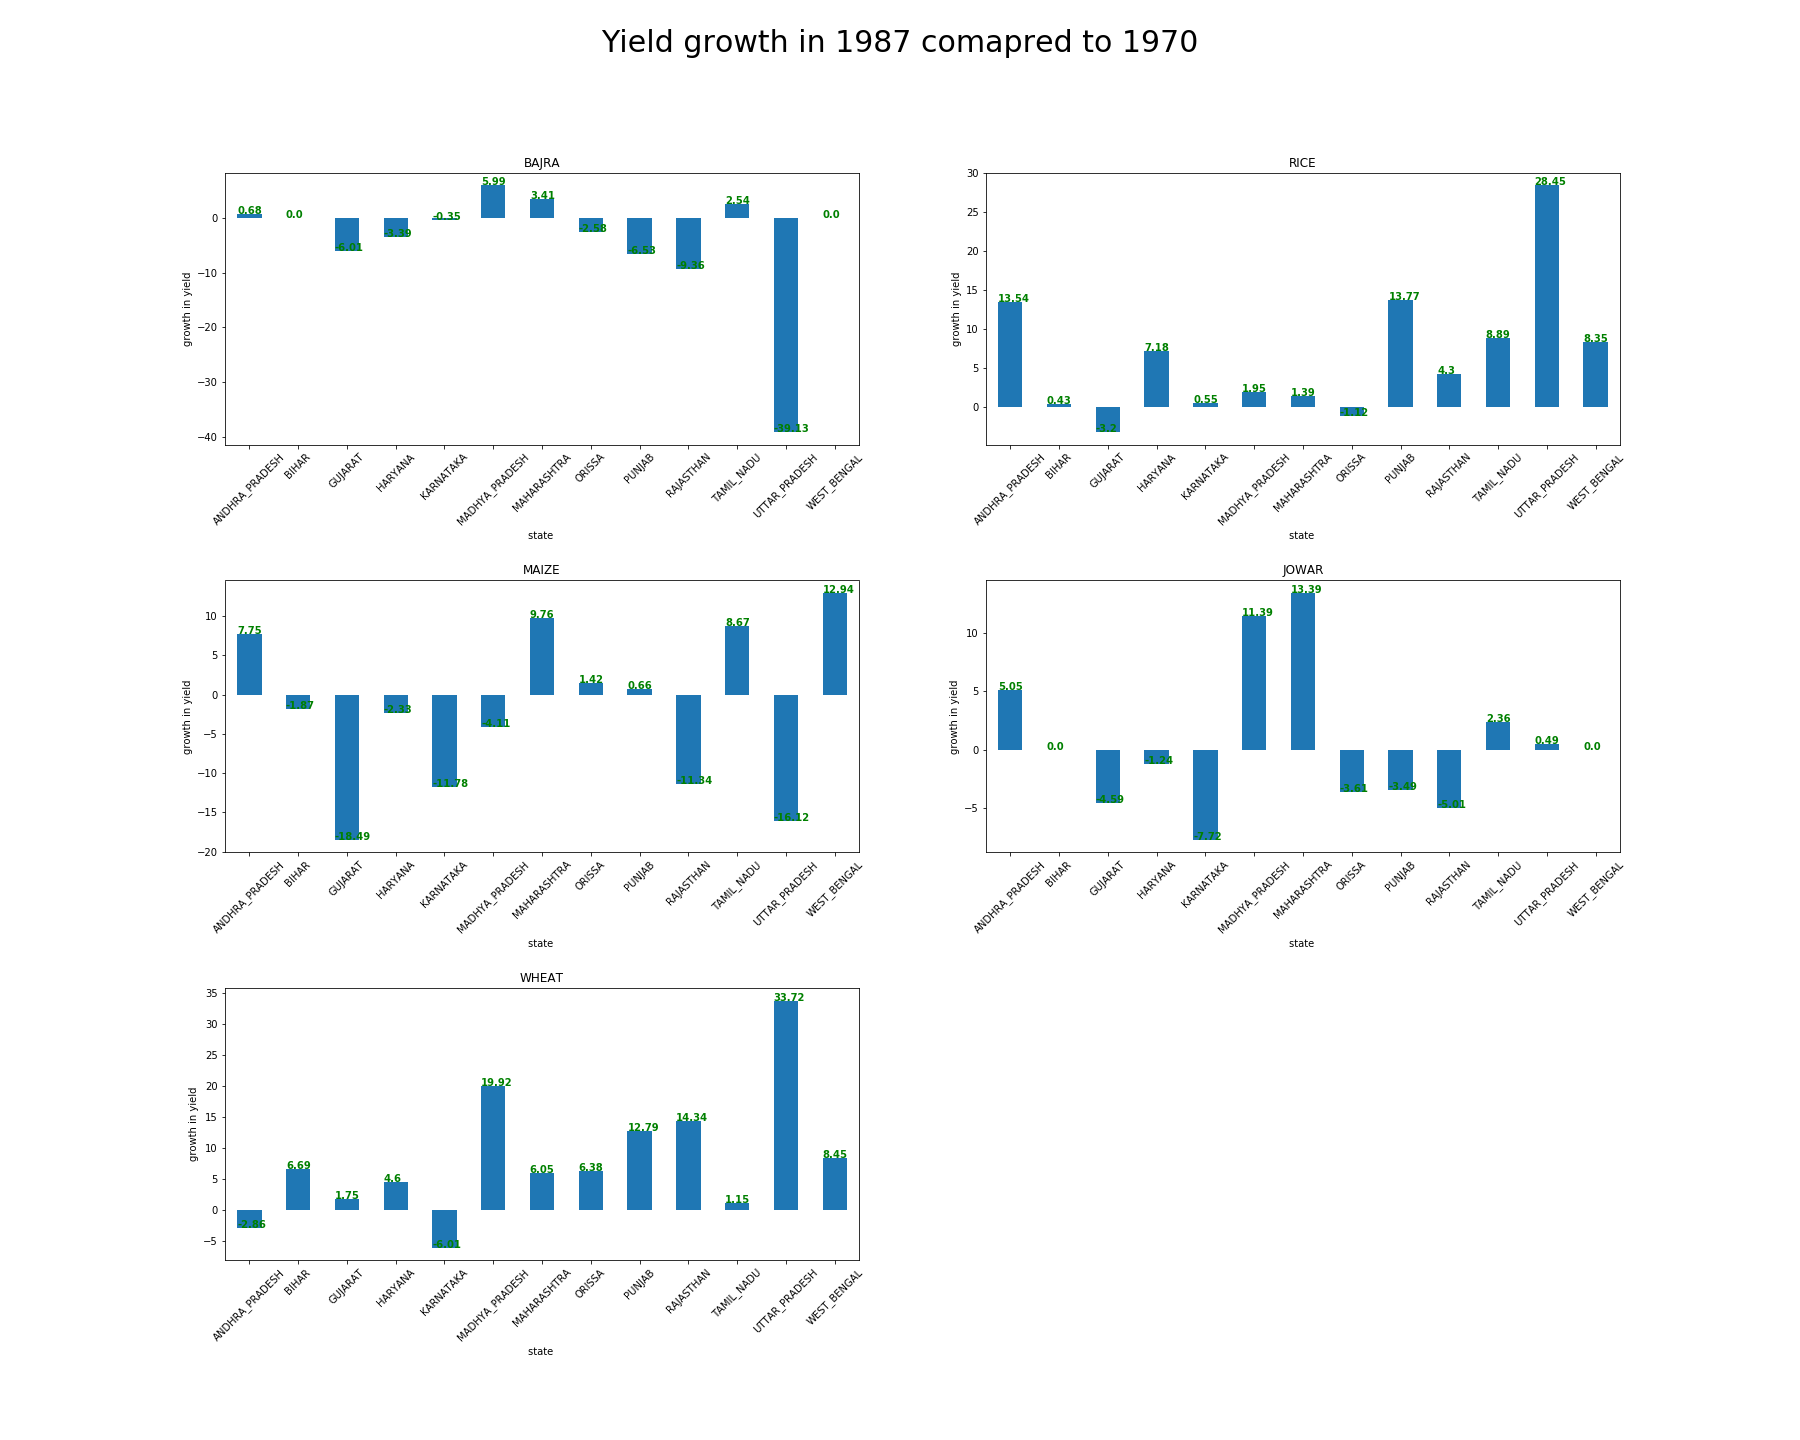 Yield growth in 1987 comapred to 1970
BAJRA
growth in yield
0
−10
−20
−30
−40
0.68
0.0
-6.01
-3.39
-0.35
5.99
3.41
-2.58
-6.53
-9.36
2.54
-39.13
0.0
ANDHRA_PRADESH
BIHAR
GUJARAT
HARYANA
KARNATAKA
MADHYA_PRADESH
MAHARASHTRA
ORISSA
PUNJAB
RAJASTHAN
TAMIL_NADU
UTTAR_PRADESH
WEST_BENGAL
state
RICE
growth in yield
30
25
20
15
10
5
0
13.54
0.43
-3.2
7.18
0.55
1.95
1.39
-1.12
13.77
4.3
8.89
28.45
8.35
ANDHRA_PRADESH
BIHAR
GUJARAT
HARYANA
KARNATAKA
MADHYA_PRADESH
MAHARASHTRA
ORISSA
PUNJAB
RAJASTHAN
TAMIL_NADU
UTTAR_PRADESH
WEST_BENGAL
state
MAIZE
growth in yield
10
5
0
−5
−10
−15
−20
7.75
-1.87
-18.49
-2.33
-11.78
-4.11
9.76
1.42
0.66
-11.34
8.67
-16.12
12.94
ANDHRA_PRADESH
BIHAR
GUJARAT
HARYANA
KARNATAKA
MADHYA_PRADESH
MAHARASHTRA
ORISSA
PUNJAB
RAJASTHAN
TAMIL_NADU
UTTAR_PRADESH
WEST_BENGAL
state
JOWAR
growth in yield
10
5
0
−5
5.05
0.0
-4.59
-1.24
-7.72
11.39
13.39
-3.61
-3.49
-5.01
2.36
0.49
0.0
ANDHRA_PRADESH
BIHAR
GUJARAT
HARYANA
KARNATAKA
MADHYA_PRADESH
MAHARASHTRA
ORISSA
PUNJAB
RAJASTHAN
TAMIL_NADU
UTTAR_PRADESH
WEST_BENGAL
state
WHEAT
growth in yield
35
30
25
20
15
10
5
0
−5
-2.86
6.69
1.75
4.6
-6.01
19.92
6.05
6.38
12.79
14.34
1.15
33.72
8.45
ANDHRA_PRADESH
BIHAR
GUJARAT
HARYANA
KARNATAKA
MADHYA_PRADESH
MAHARASHTRA
ORISSA
PUNJAB
RAJASTHAN
TAMIL_NADU
UTTAR_PRADESH
WEST_BENGAL
state